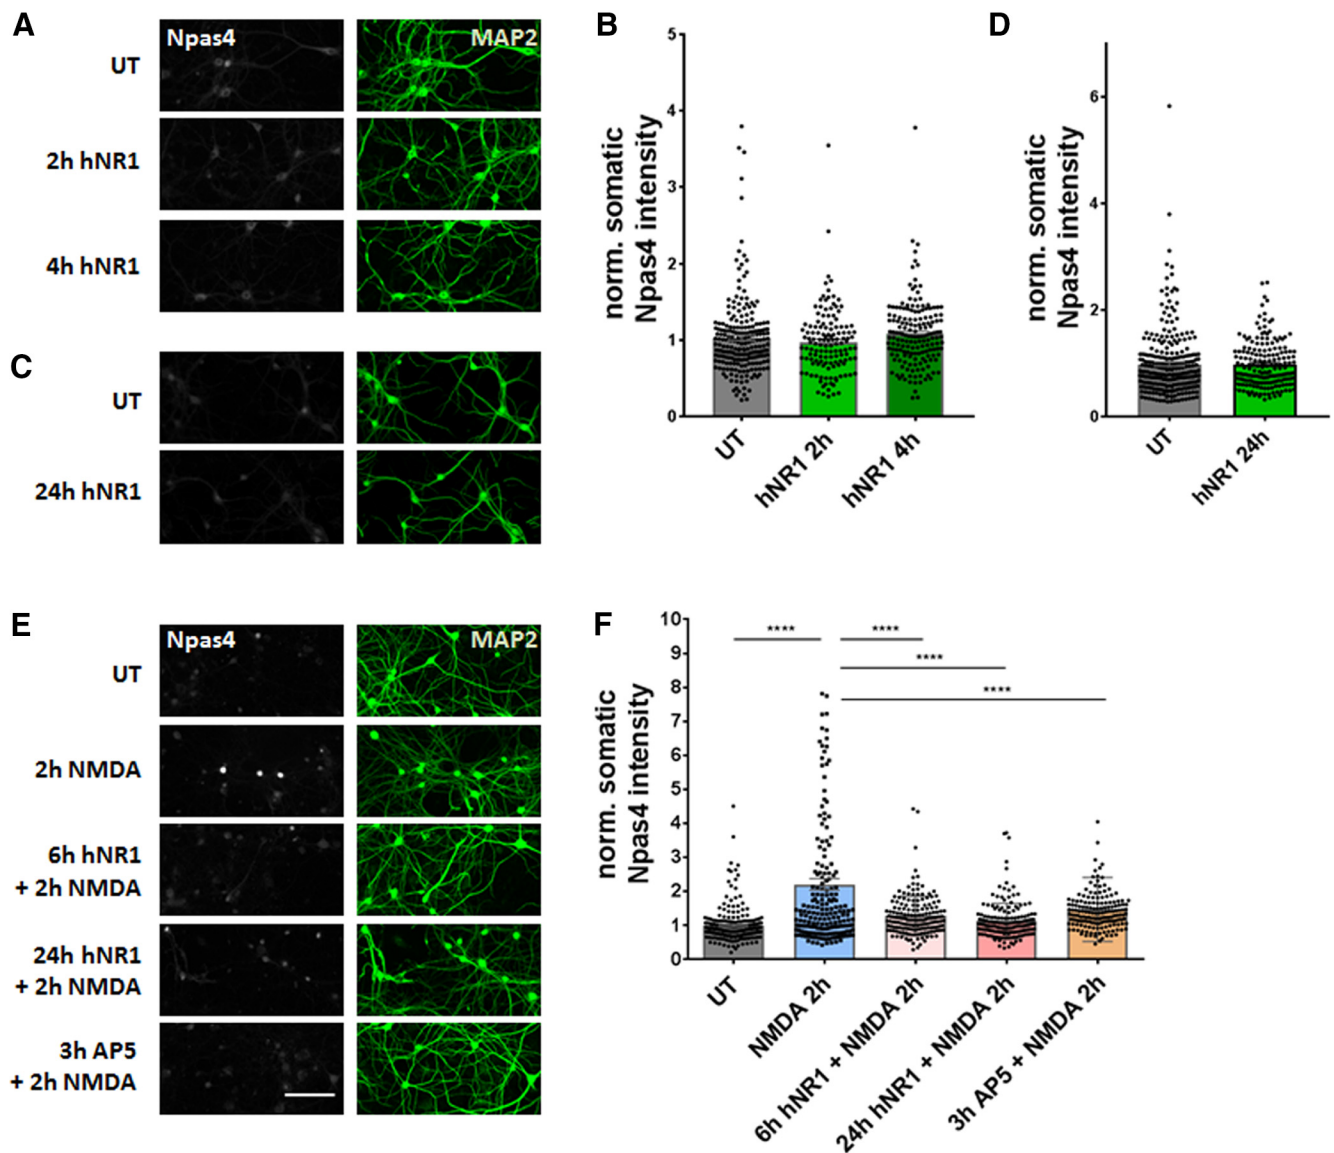 A
Npas4
MAP2
UT
2h hNR1
4h hNR1
B
norm. somatic
Npas4 intensity
5
4
3
2
1
0
UT
hNR1 2h
hNR1 4h
D
norm. somatic
Npas4 intensity
6
4
2
0
UT
hNR1 24h
C
UT
24h hNR1
E
Npas4
MAP2
UT
2h NMDA
6h hNR1
+ 2h NMDA
24h hNR1
+ 2h NMDA
3h AP5
+ 2h NMDA
F
norm. somatic
Npas4 intensity
10
9
8
7
6
5
4
3
2
1
0
****
****
****
****
UT
NMDA 2h
6h hNR1 + NMDA 2h
24h hNR1 + NMDA 2h
3h AP5 + NMDA 2h